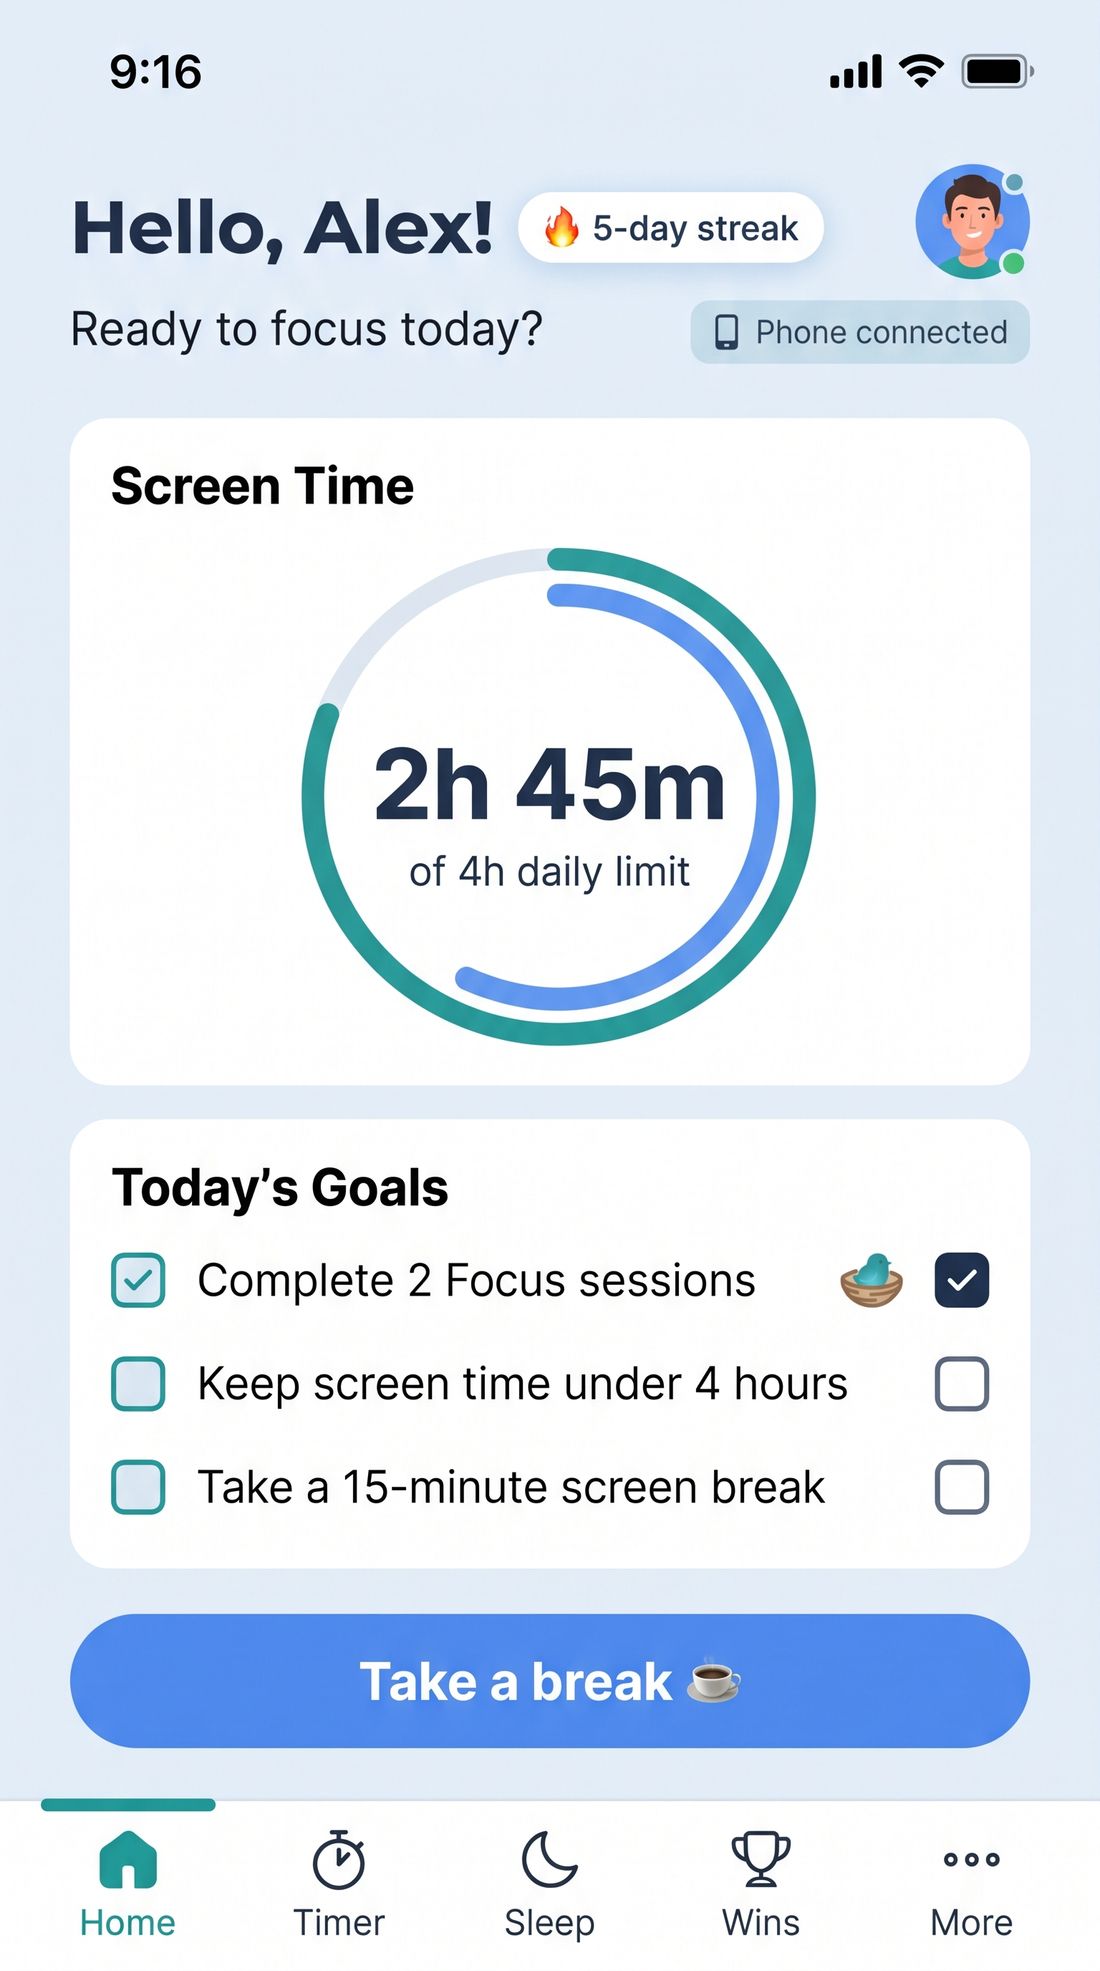 9:16
Hello, Alex!
5-day streak
Ready to focus today?
Phone connected
Screen Time
2h 45m
of 4h daily limit
Today’s Goals
Complete 2 Focus sessions
Keep screen time under 4 hours
Take a 15-minute screen break
Take a break
Home
Timer
Sleep
Wins
More